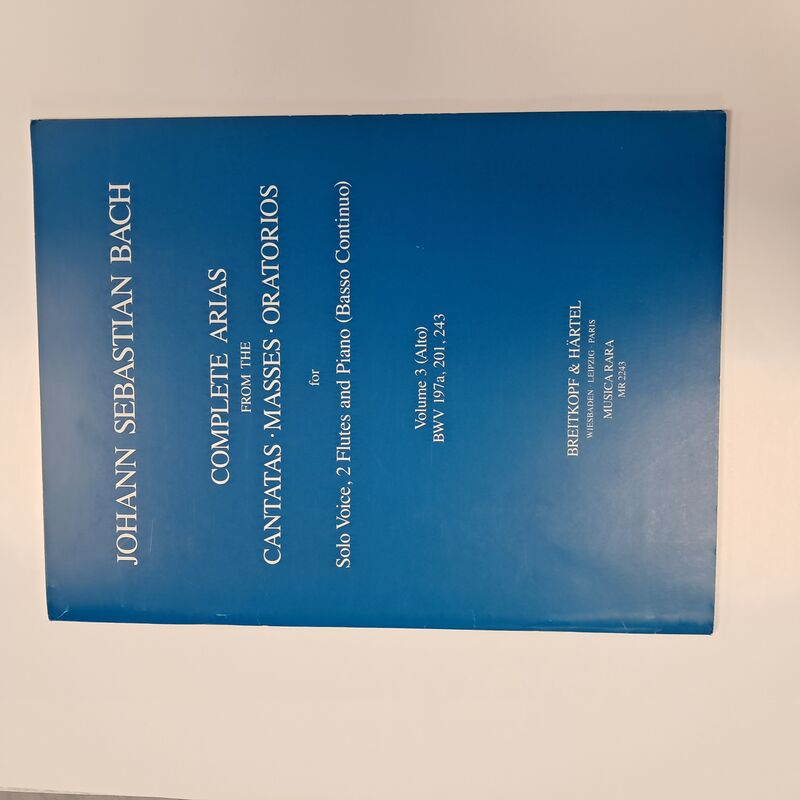 JOHANN SEBASTIAN BACH
COMPLETE ARIAS
FROM THE
CANTATAS · MASSES · ORATORIOS
for
Solo Voice, 2 Flutes and Piano (Basso Continuo)
Volume 3 (Alto)
BWV 197a, 201, 243
BREITKOPF & HÄRTEL
WIESBADEN · LEIPZIG · PARIS
MUSICA RARA
MR 2243